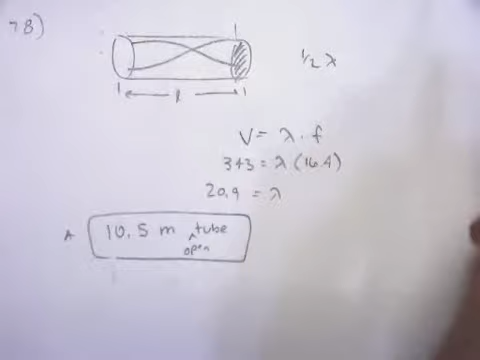 78)
1/2 λ
l
V = λ · f
343 = λ (16.4)
20.9 = λ
A 10.5 m tube
open